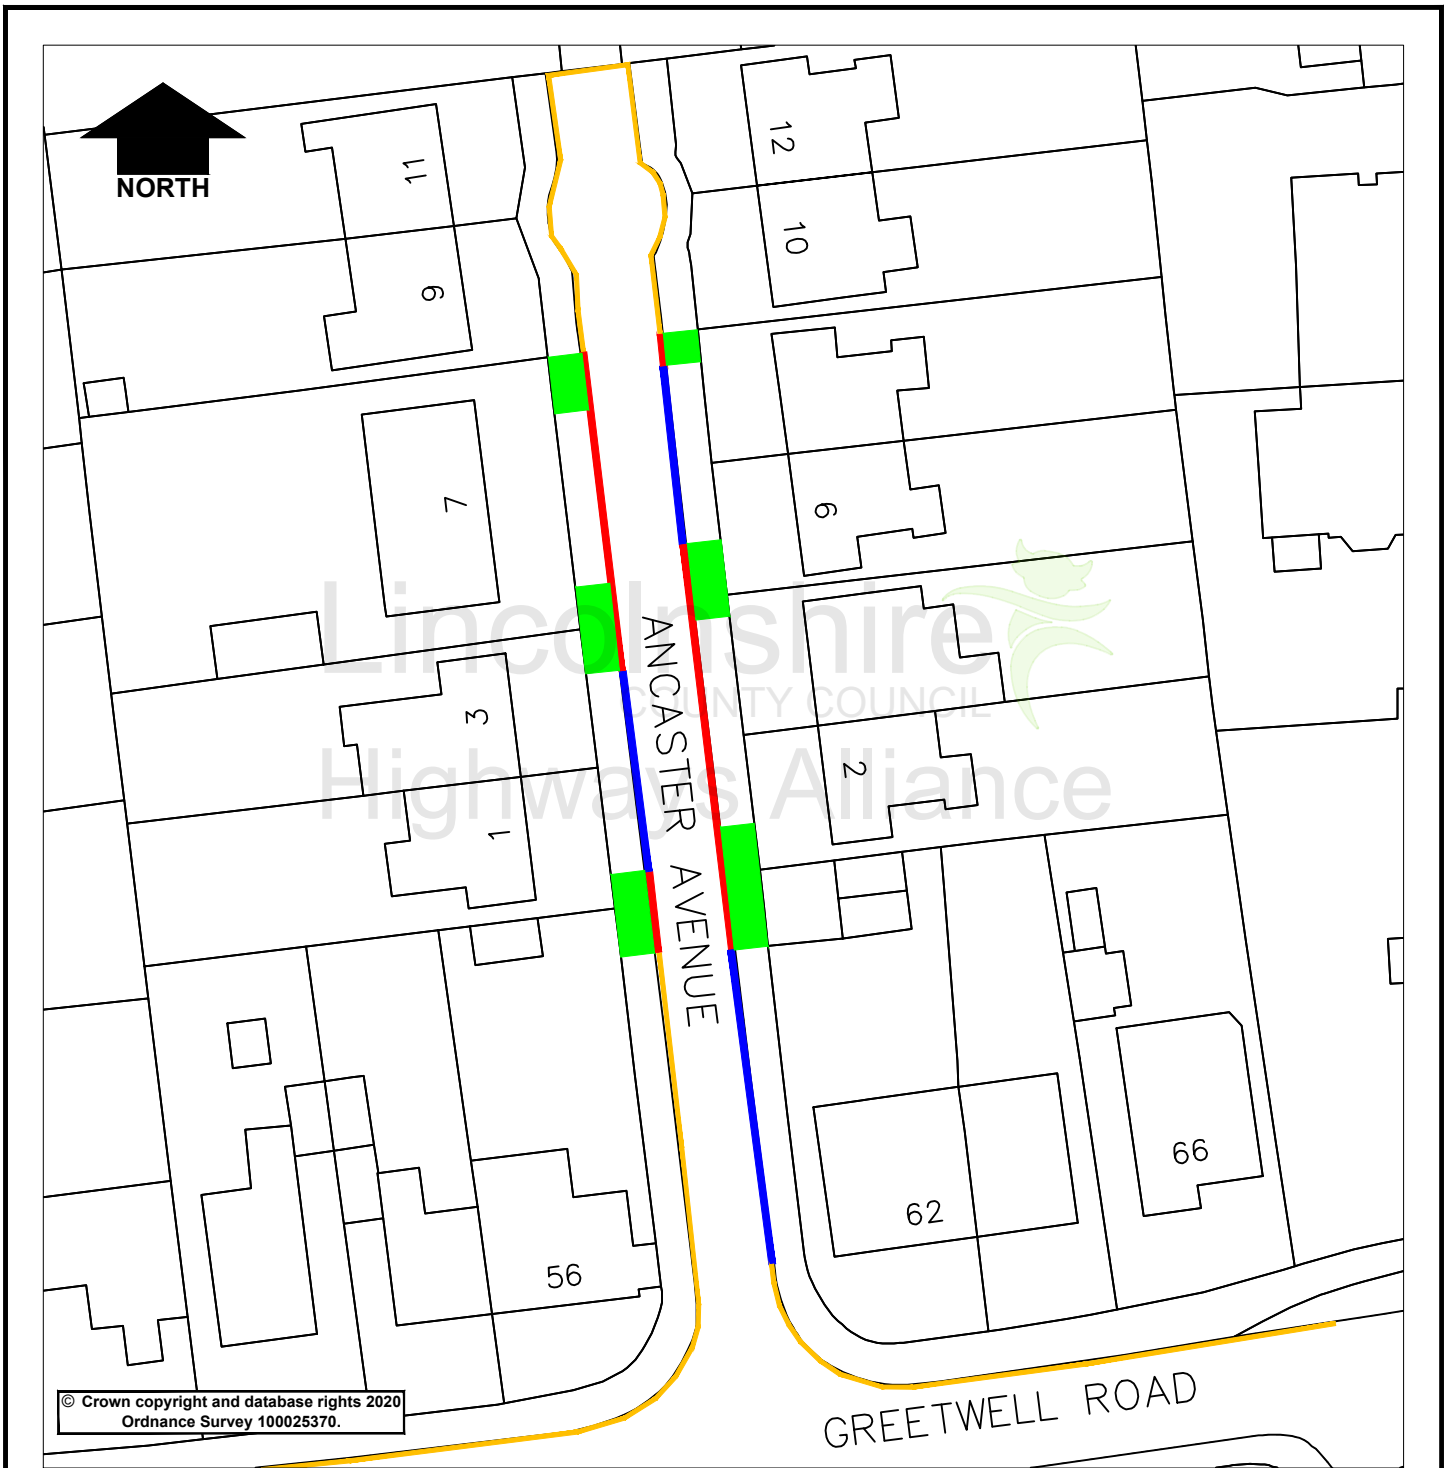 NORTH
11
12
9
10
7
6
3
2
1
Lincolnshire
COUNTY COUNCIL
Highways Alliance
ANCASTER AVENUE
56
62
66
GREETWELL ROAD
© Crown copyright and database rights 2020
Ordnance Survey 100025370.